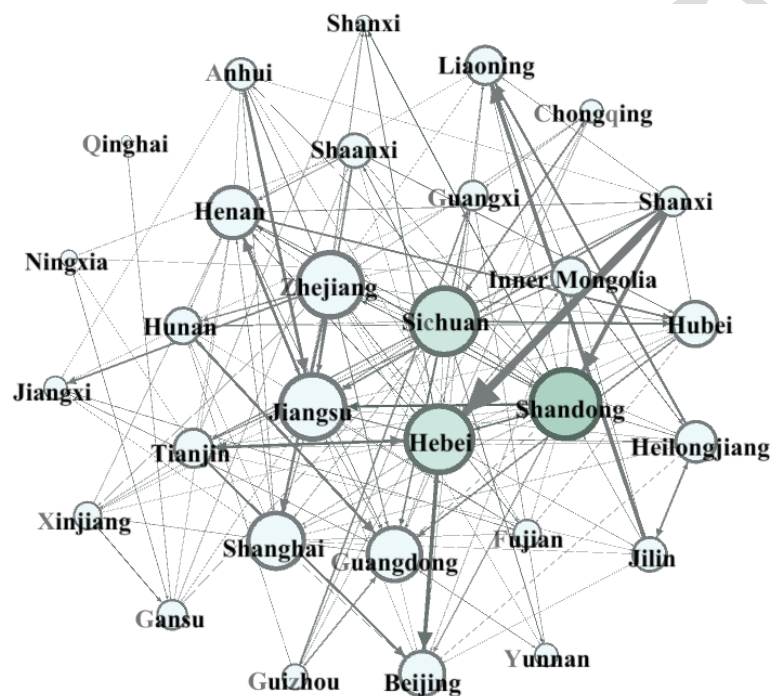 Shanxi
Liaoning
Anhui
Chongqing
Qinghai
Shaanxi
Guangxi
Shanxi
Henan
Ningxia
Zhejiang
Inner Mongolia
Hunan
Sichuan
Hubei
Jiangxi
Jiangsu
Shandong
Tianjin
Hebei
Heilongjiang
Xinjiang
Shanghai
Guangdong
Fujian
Jilin
Gansu
Guizhou
Beijing
Yunnan